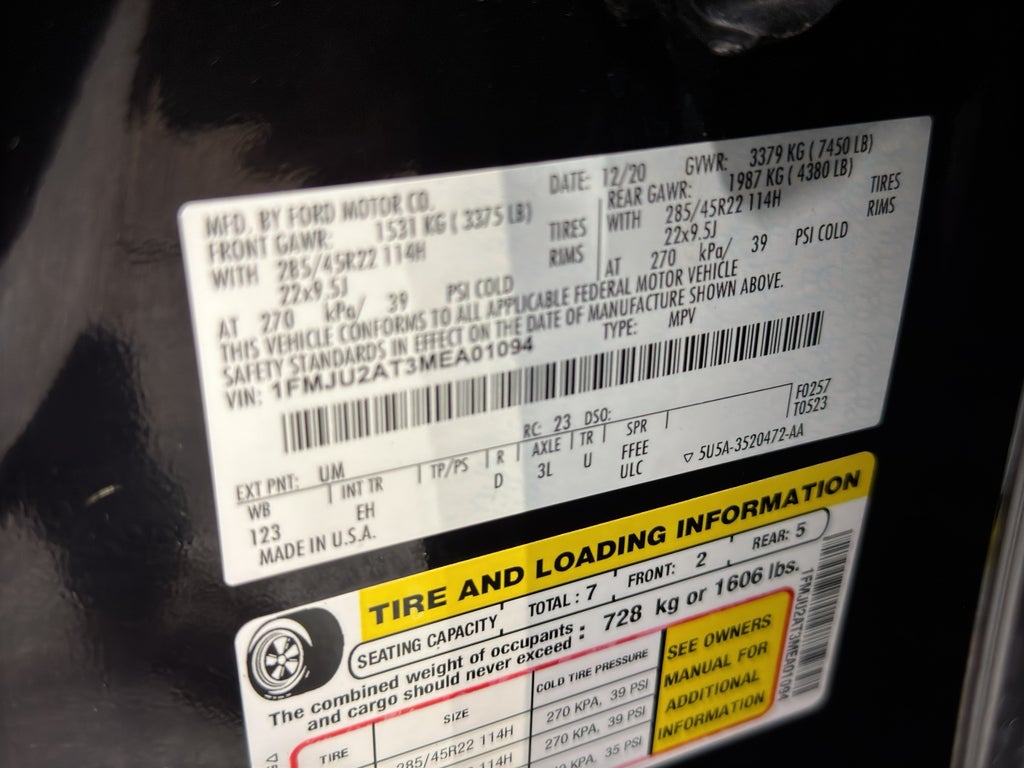 MFD. BY FORD MOTOR CO.
DATE: 12/20
GVWR: 3379 KG ( 7450 LB)
FRONT GAWR: 1531 KG ( 3375 LB)
REAR GAWR: 1987 KG ( 4380 LB)
WITH 285/45R22 114H TIRES
WITH 285/45R22 114H TIRES
22x9.5J RIMS
22x9.5J RIMS
AT 270 kPa/ 39 PSI COLD
AT 270 kPa/ 39 PSI COLD
THIS VEHICLE CONFORMS TO ALL APPLICABLE FEDERAL MOTOR VEHICLE
SAFETY STANDARDS IN EFFECT ON THE DATE OF MANUFACTURE SHOWN ABOVE.
VIN: 1FMJU2AT3MEA01094
TYPE: MPV
EXT PNT: UM
RC: 23 DSO:
F0257
T0523
WB INT TR TP/PS R AXLE TR SPR
123 EH D 3L U FFEE
ULC
▽ 5U5A-3520472-AA
MADE IN U.S.A.
TIRE AND LOADING INFORMATION
SEATING CAPACITY TOTAL : 7 FRONT: 2 REAR: 5
The combined weight of occupants
and cargo should never exceed : 728 kg or 1606 lbs.
TIRE SIZE COLD TIRE PRESSURE
285/45R22 114H 270 KPA, 39 PSI
114H 270 KPA, 39 PSI
35 PSI
SEE OWNERS
MANUAL FOR
ADDITIONAL
INFORMATION
1FMJU2AT3MEA01094